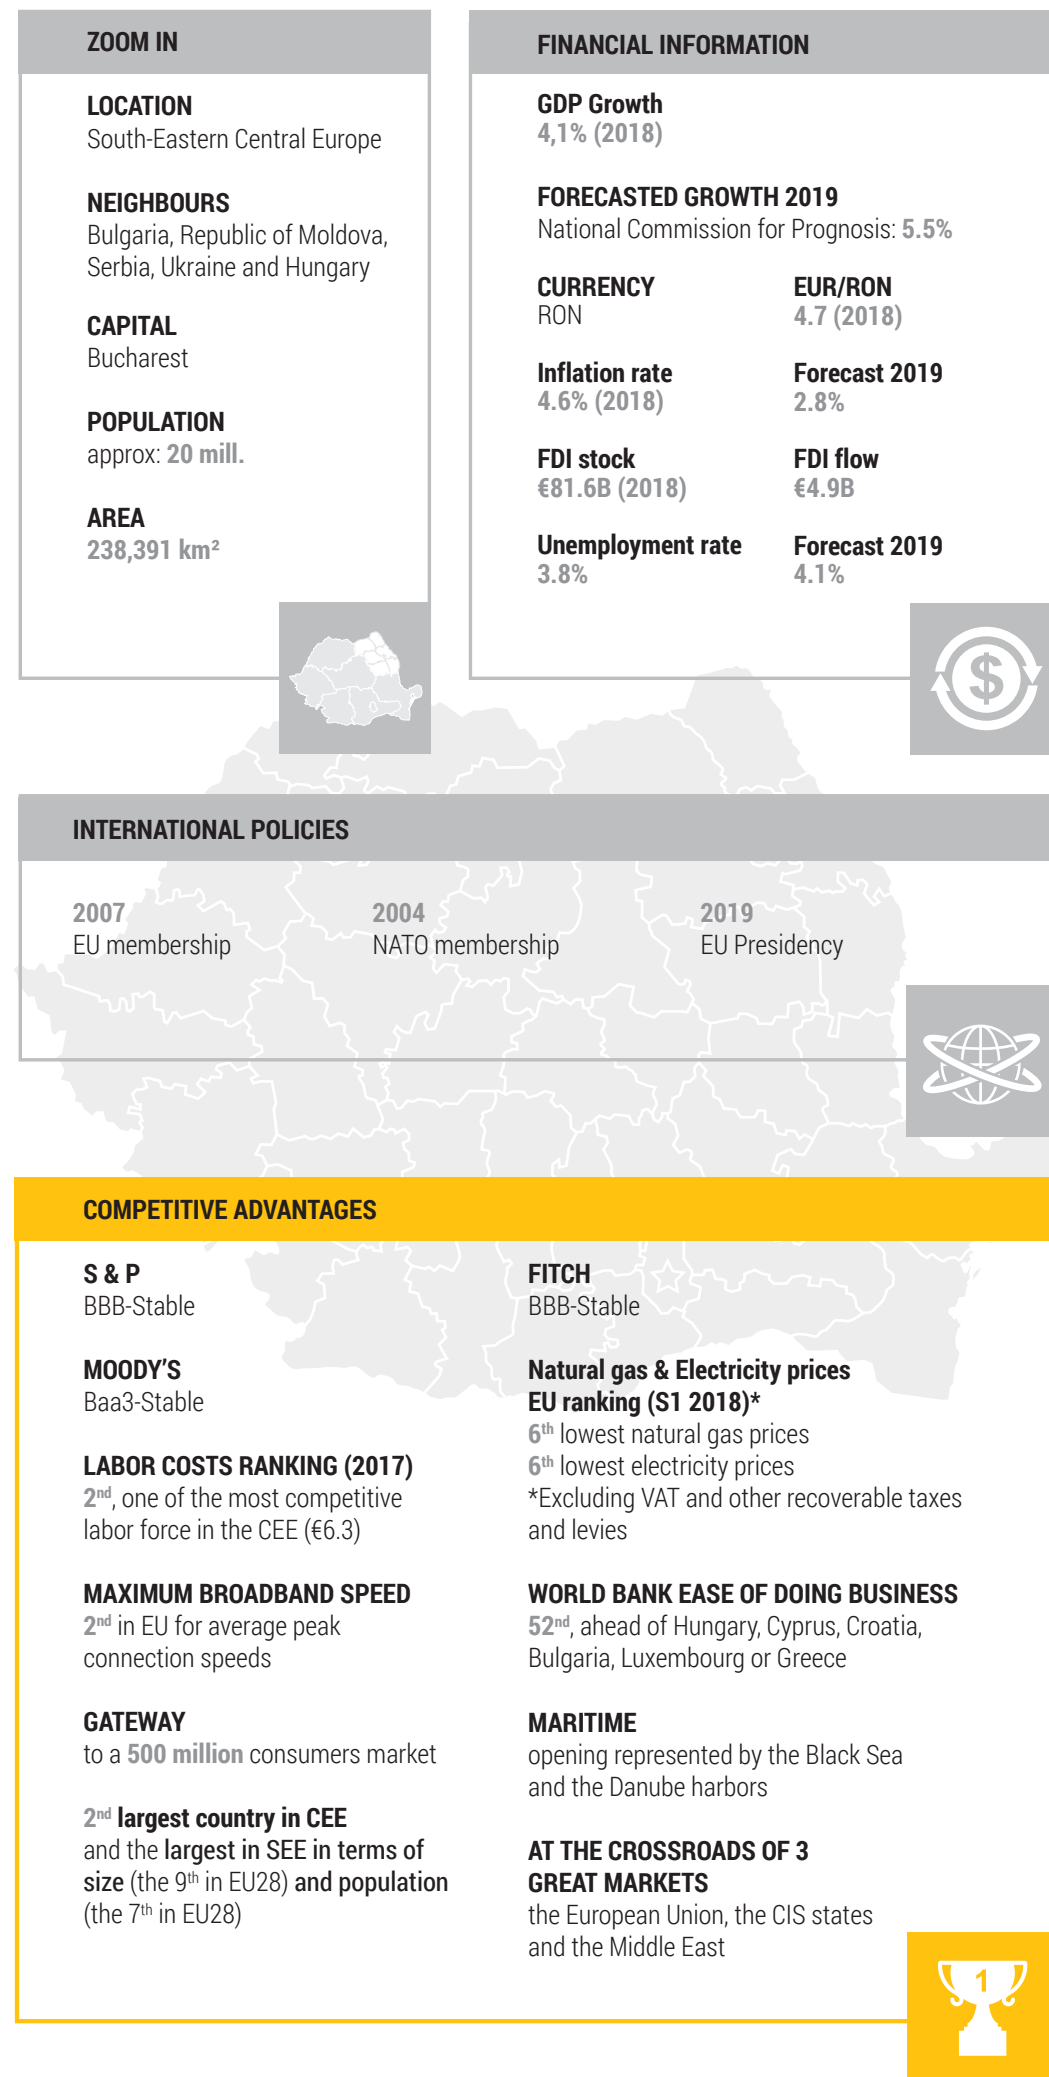 ZOOM IN
LOCATION
South-Eastern Central Europe
NEIGHBOURS
Bulgaria, Republic of Moldova,
Serbia, Ukraine and Hungary
CAPITAL
Bucharest
POPULATION
approx: 20 mill.
AREA
238,391 km²
FINANCIAL INFORMATION
GDP Growth
4,1% (2018)
FORECASTED GROWTH 2019
National Commission for Prognosis: 5.5%
CURRENCY
RON
EUR/RON
4.7 (2018)
Inflation rate
4.6% (2018)
Forecast 2019
2.8%
FDI stock
€81.6B (2018)
FDI flow
€4.9B
Unemployment rate
3.8%
Forecast 2019
4.1%
$
INTERNATIONAL POLICIES
2007
EU membership
2004
NATO membership
2019
EU Presidency
COMPETITIVE ADVANTAGES
S & P
BBB-Stable
MOODY'S
Baa3-Stable
LABOR COSTS RANKING (2017)
2nd, one of the most competitive
labor force in the CEE (€6.3)
MAXIMUM BROADBAND SPEED
2nd in EU for average peak
connection speeds
GATEWAY
to a 500 million consumers market
2nd largest country in CEE
and the largest in SEE in terms of
size (the 9th in EU28) and population
(the 7th in EU28)
FITCH
BBB-Stable
Natural gas & Electricity prices
EU ranking (S1 2018)*
6th lowest natural gas prices
6th lowest electricity prices
*Excluding VAT and other recoverable taxes
and levies
WORLD BANK EASE OF DOING BUSINESS
52nd, ahead of Hungary, Cyprus, Croatia,
Bulgaria, Luxembourg or Greece
MARITIME
opening represented by the Black Sea
and the Danube harbors
AT THE CROSSROADS OF 3
GREAT MARKETS
the European Union, the CIS states
and the Middle East
1